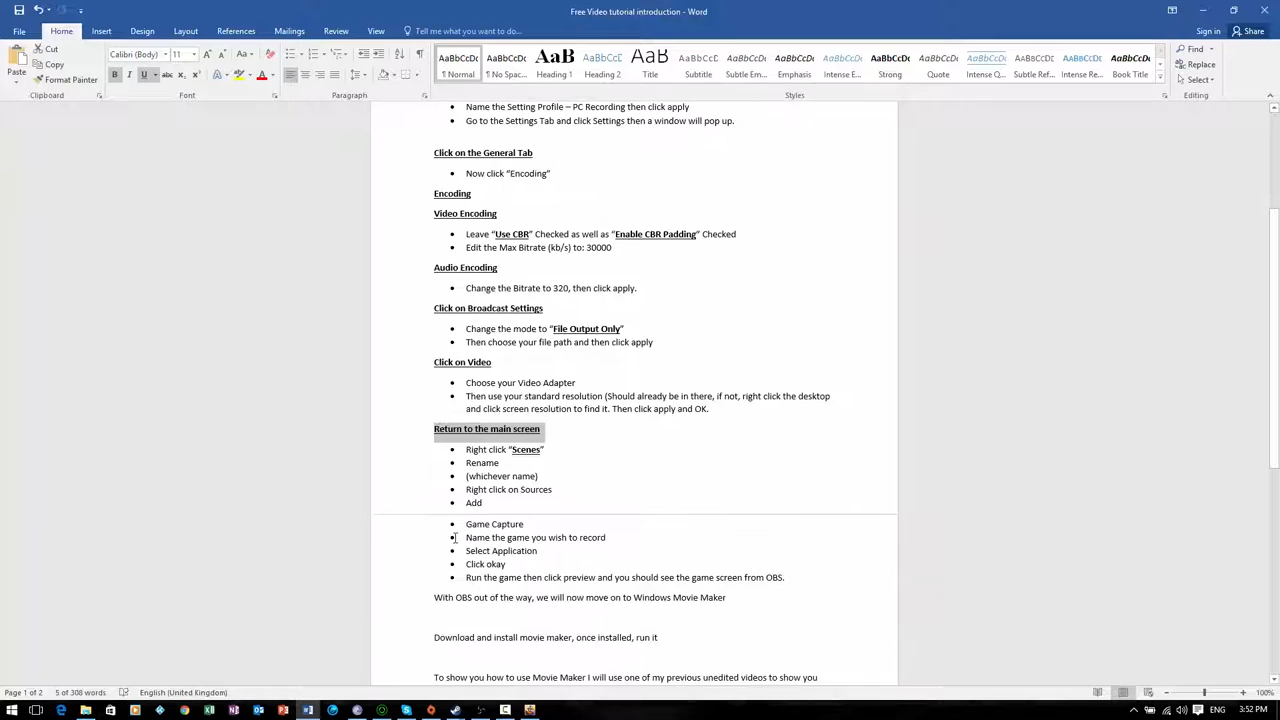 Free Video tutorial introduction - Word
Sign in
Share
File
Home
Insert
Design
Layout
References
Mailings
Review
View
Tell me what you want to do...
Paste
Cut
Copy
Format Painter
Clipboard
Calibri (Body)
11
Font
Paragraph
AaBbCcDc
¶ Normal
AaBbCcDc
¶ No Spac...
AaB
Heading 1
AaBbCcD
Heading 2
AaB
Title
AaBbCcD
Subtitle
AaBbCcDc
Subtle Em...
AaBbCcDc
Emphasis
AaBbCcDc
Intense E...
AaBbCcDc
Strong
AaBbCcDc
Quote
AaBbCcDc
Intense Q...
AaBbCcDc
Subtle Ref...
AaBbCcDc
Intense Re...
AaBbCcDc
Book Title
Styles
Find
Replace
Select
Editing
Name the Setting Profile – PC Recording then click apply
Go to the Settings Tab and click Settings then a window will pop up.
Click on the General Tab
Now click “Encoding”
Encoding
Video Encoding
Leave “Use CBR” Checked as well as “Enable CBR Padding” Checked
Edit the Max Bitrate (kb/s) to: 30000
Audio Encoding
Change the Bitrate to 320, then click apply.
Click on Broadcast Settings
Change the mode to “File Output Only”
Then choose your file path and then click apply
Click on Video
Choose your Video Adapter
Then use your standard resolution (Should already be in there, if not, right click the desktop
and click screen resolution to find it. Then click apply and OK.
Return to the main screen
Right click “Scenes”
Rename
(whichever name)
Right click on Sources
Add
Game Capture
Name the game you wish to record
Select Application
Click okay
Run the game then click preview and you should see the game screen from OBS.
With OBS out of the way, we will now move on to Windows Movie Maker
Download and install movie maker, once installed, run it
To show you how to use Movie Maker I will use one of my previous unedited videos to show you
Page 1 of 2
5 of 308 words
English (United Kingdom)
100%
ENG
3:52 PM